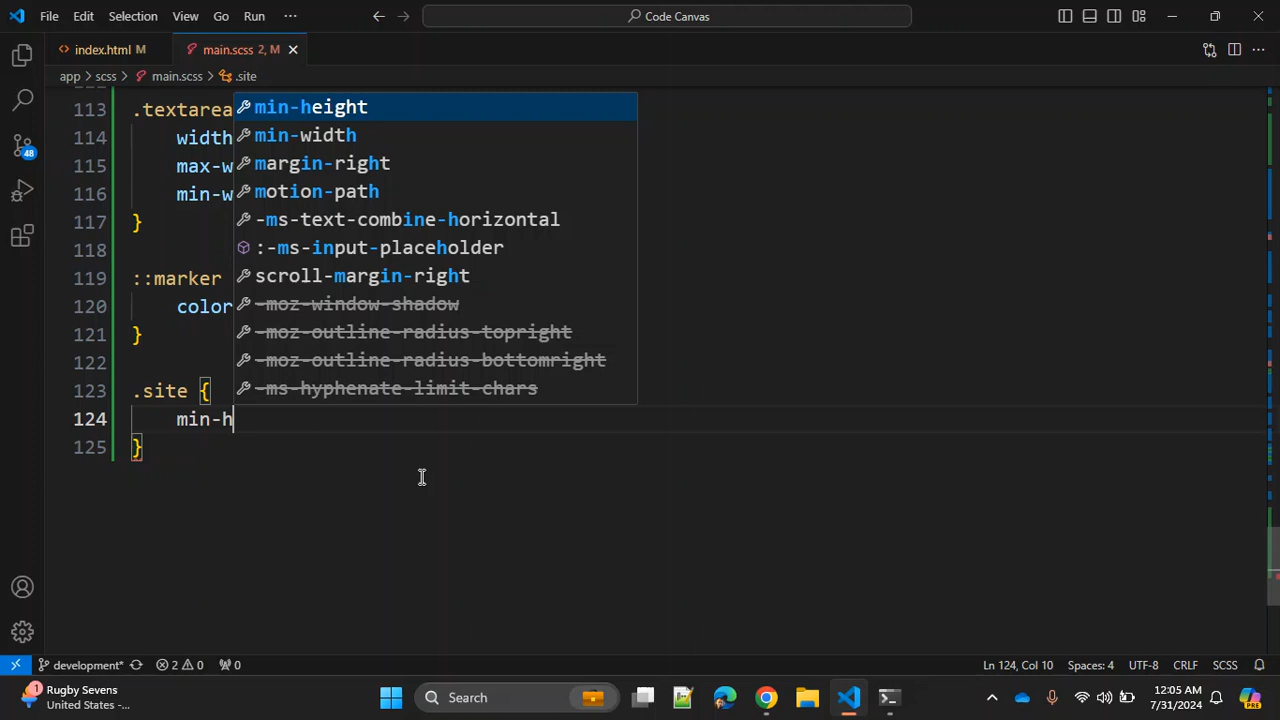 File Edit Selection View Go Run ··· Code Canvas
index.html M main.scss 2, M
app > scss > main.scss > .site
113 .textarea
114 width
115 max-w
116 min-w
117 }
118
119 ::marker
120 color
121 }
122
123 .site {
124 min-h
125 }
min-height
min-width
margin-right
motion-path
-ms-text-combine-horizontal
:-ms-input-placeholder
scroll-margin-right
-moz-window-shadow
-moz-outline-radius-topright
-moz-outline-radius-bottomright
-ms-hyphenate-limit-chars
48
development* 2 0 0 Ln 124, Col 10 Spaces: 4 UTF-8 CRLF SCSS
1 Rugby Sevens
United States - ...
Search
PRE
12:05 AM
7/31/2024